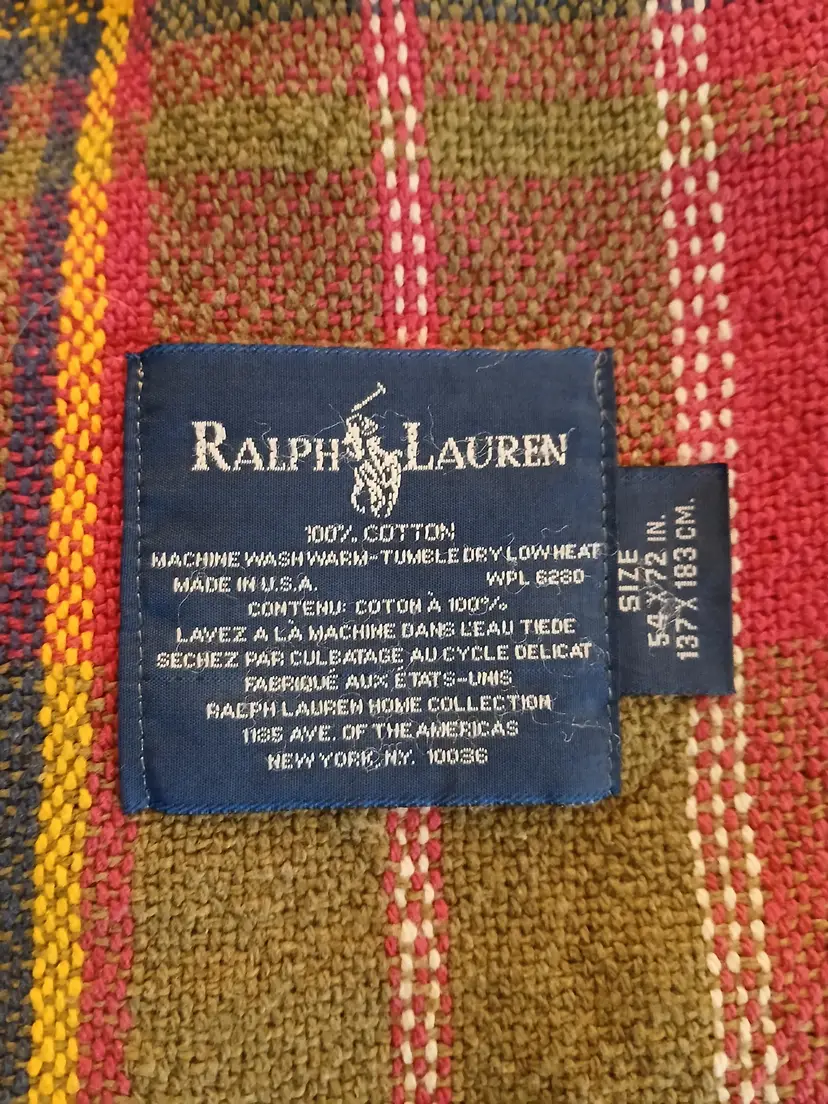 RALPH LAUREN
100% COTTON
MACHINE WASH WARM-TUMBLE DRY LOW HEAT
MADE IN U.S.A. WPL 6280
CONTENU: COTON À 100%
LAVEZ A LÀ MACHINE DANS L'EAU TIEDE
SECHEZ PAR CULBATAGE AU CYCLE DELICAT
FABRIQUÉ AUX ÉTATS-UNIS
RALPH LAUREN HOME COLLECTION
1185 AVE. OF THE AMERICAS
NEW YORK, NY. 10036
SIZE
54 X 72 IN.
137 X 183 CM.